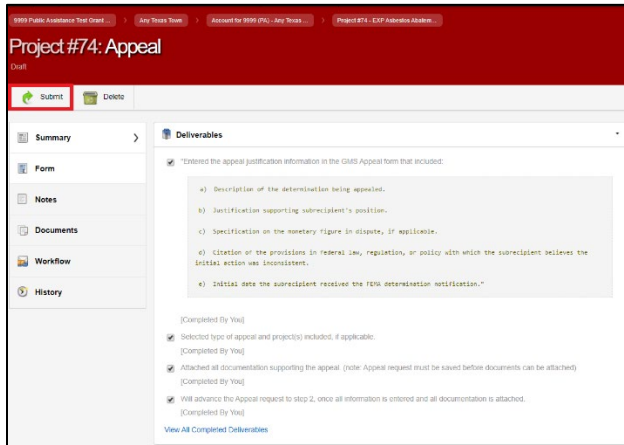 9999 Public Assistance Test Grant ...
Any Texas Towe
Account for 9999 (PA) - Any Texas ...
Project #74 - EXP Asbestos Abatem...
Project #74: Appeal
Draft
Submit
Delete
Summary
Form
Notes
Documents
Workflow
History
Deliverables
"Entered the appeal justification information in the GMS Appeal form that included:
a) Description of the determination being appealed.
b) Justification supporting subrecipient's position.
c) Specification on the monetary figure in dispute, if applicable.
d) Citation of the provisions in federal law, regulation, or policy with which the subrecipient believes the
initial action was inconsistent.
e) Initial date the subrecipient received the FEMA determination notification."
[Completed By You]
Selected type of appeal and project(s) included, if applicable.
[Completed By You]
Attached all documentation supporting the appeal. (note: Appeal request must be saved before documents can be attached)
[Completed By You]
Will advance the Appeal request to step 2, once all information is entered and all documentation is attached.
[Completed By You]
View All Completed Deliverables